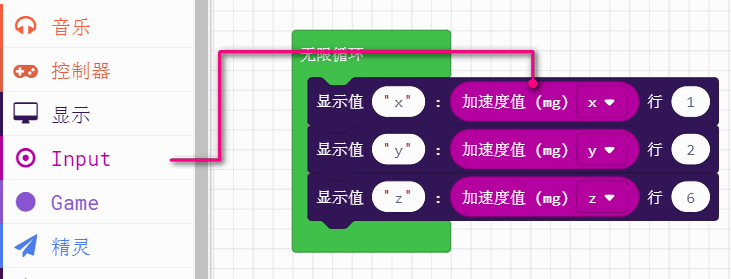 音乐
控制器
显示
Input
Game
精灵
无限循环
显示值 "x" : 加速度值 (mg) x 行 1
显示值 "y" : 加速度值 (mg) y 行 2
显示值 "z" : 加速度值 (mg) z 行 6